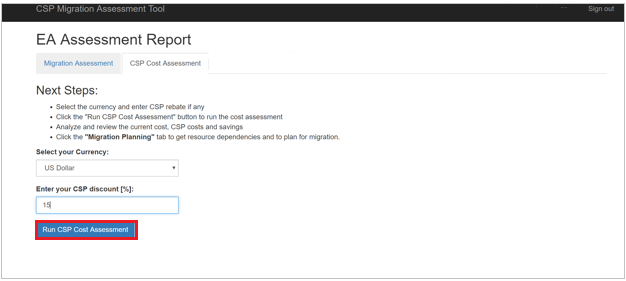 CSP Migration Assessment Tool
Sign out
EA Assessment Report
Migration Assessment
CSP Cost Assessment
Next Steps:
Select the currency and enter CSP rebate if any
Click the "Run CSP Cost Assessment" button to run the cost assessment
Analyze and review the current cost, CSP costs and savings
Click the "Migration Planning" tab to get resource dependencies and to plan for migration.
Select your Currency:
US Dollar
Enter your CSP discount [%]:
15
Run CSP Cost Assessment